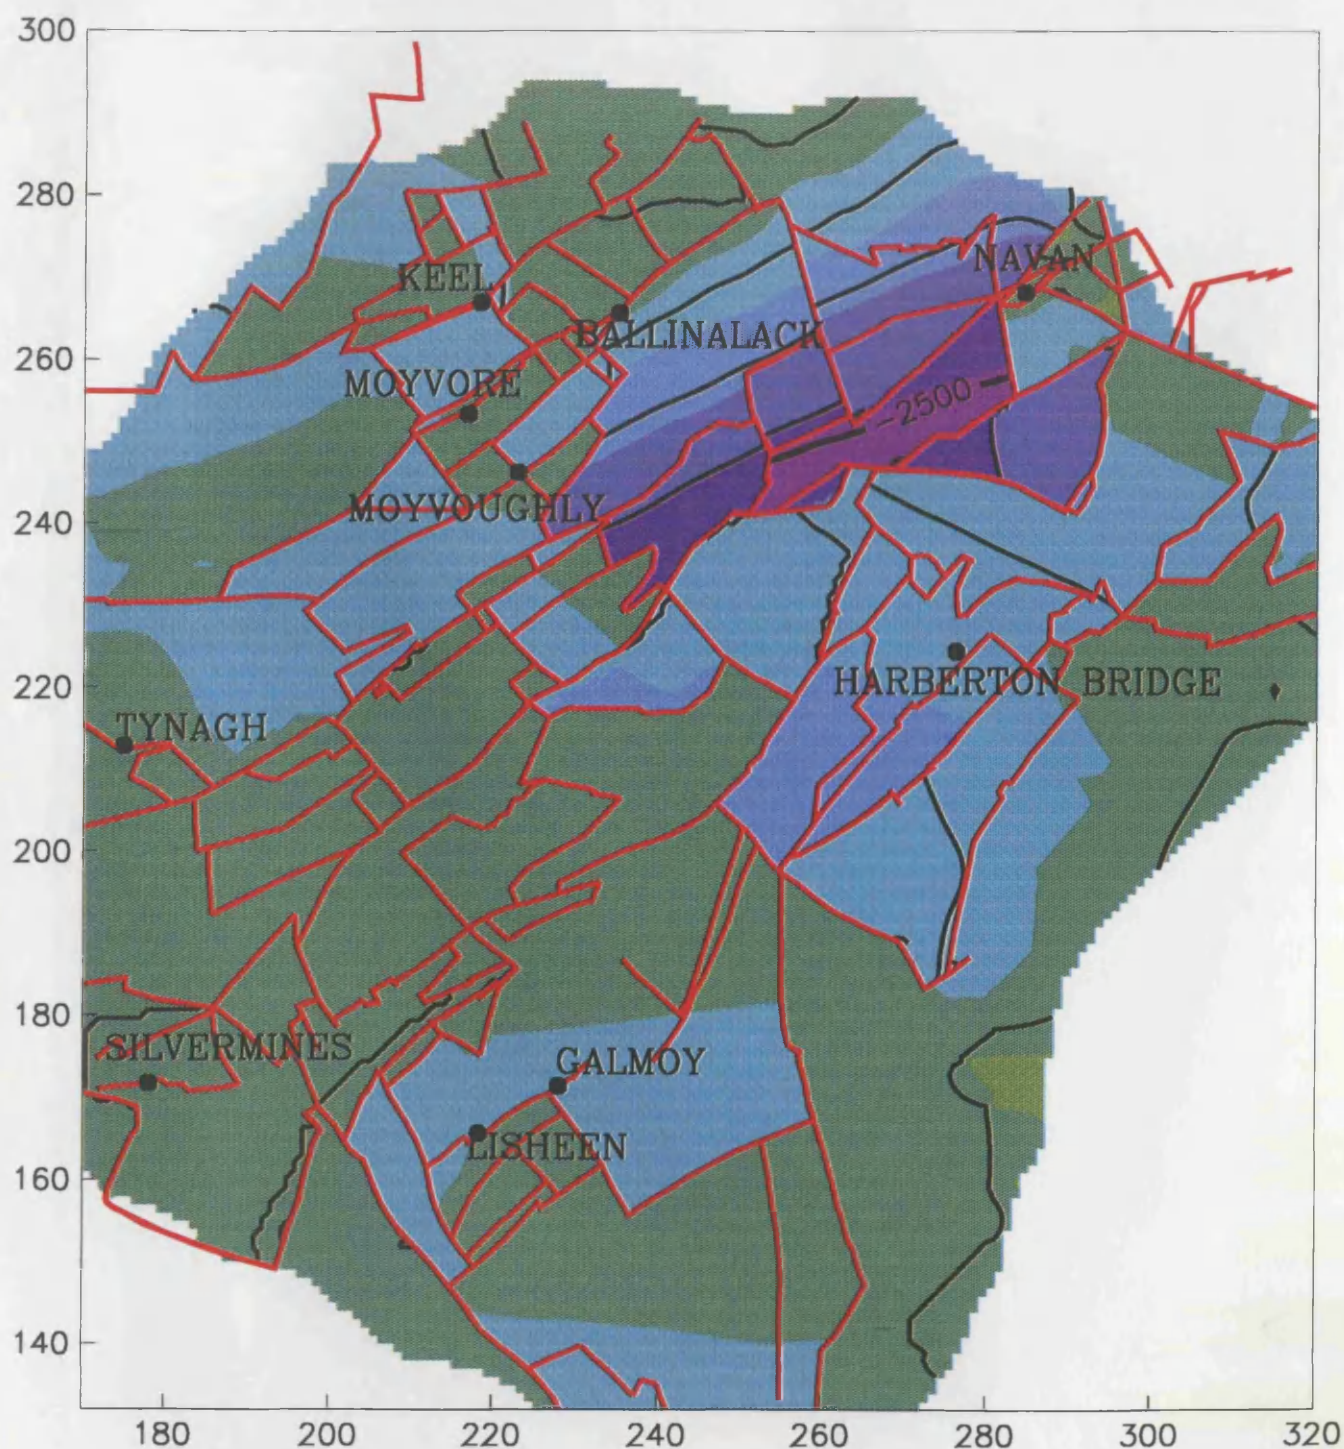 300
280
NAVAN
KEEL
260
BALLINALACK
MOYVORE
-2500
240
MOYVOUGHLY
220
HARBERTON BRIDGE
TYNAGH
200
180
SILVERMINES
GALMOY
160
LISHEEN
140
180 200 220 240 260 280 300 320